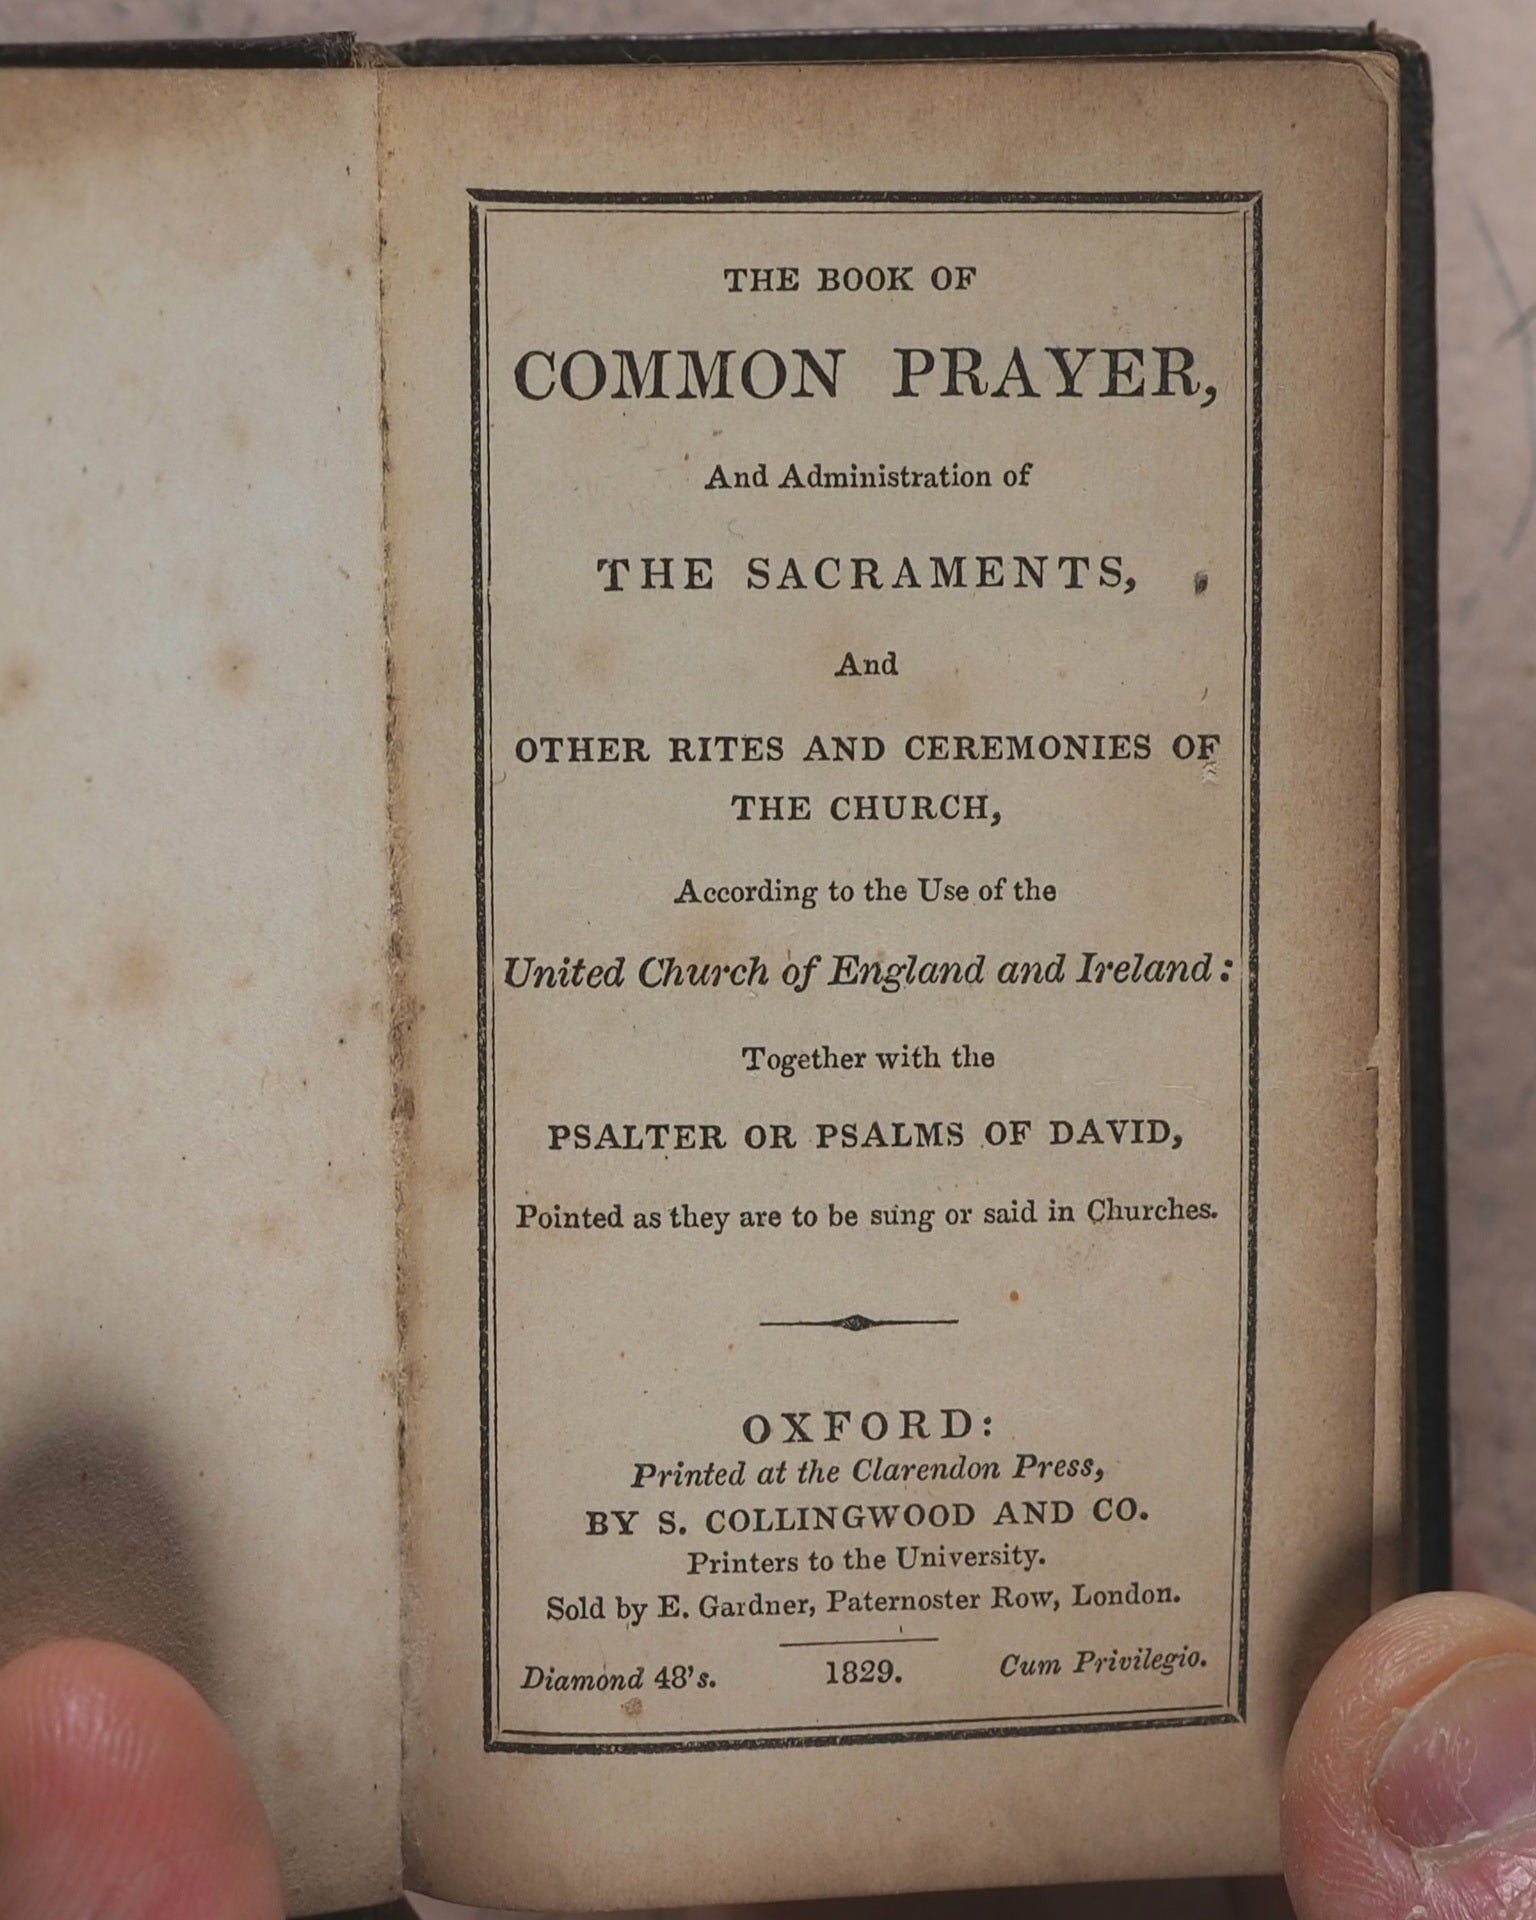 THE BOOK OF
COMMON PRAYER,
And Administration of
THE SACRAMENTS,
And
OTHER RITES AND CEREMONIES OF
THE CHURCH,
According to the Use of the
United Church of England and Ireland:
Together with the
PSALTER OR PSALMS OF DAVID,
Pointed as they are to be sung or said in Churches.
OXFORD:
Printed at the Clarendon Press,
BY S. COLLINGWOOD AND CO.
Printers to the University.
Sold by E. Gardner, Paternoster Row, London.
Diamond 48's. 1829. Cum Privilegio.